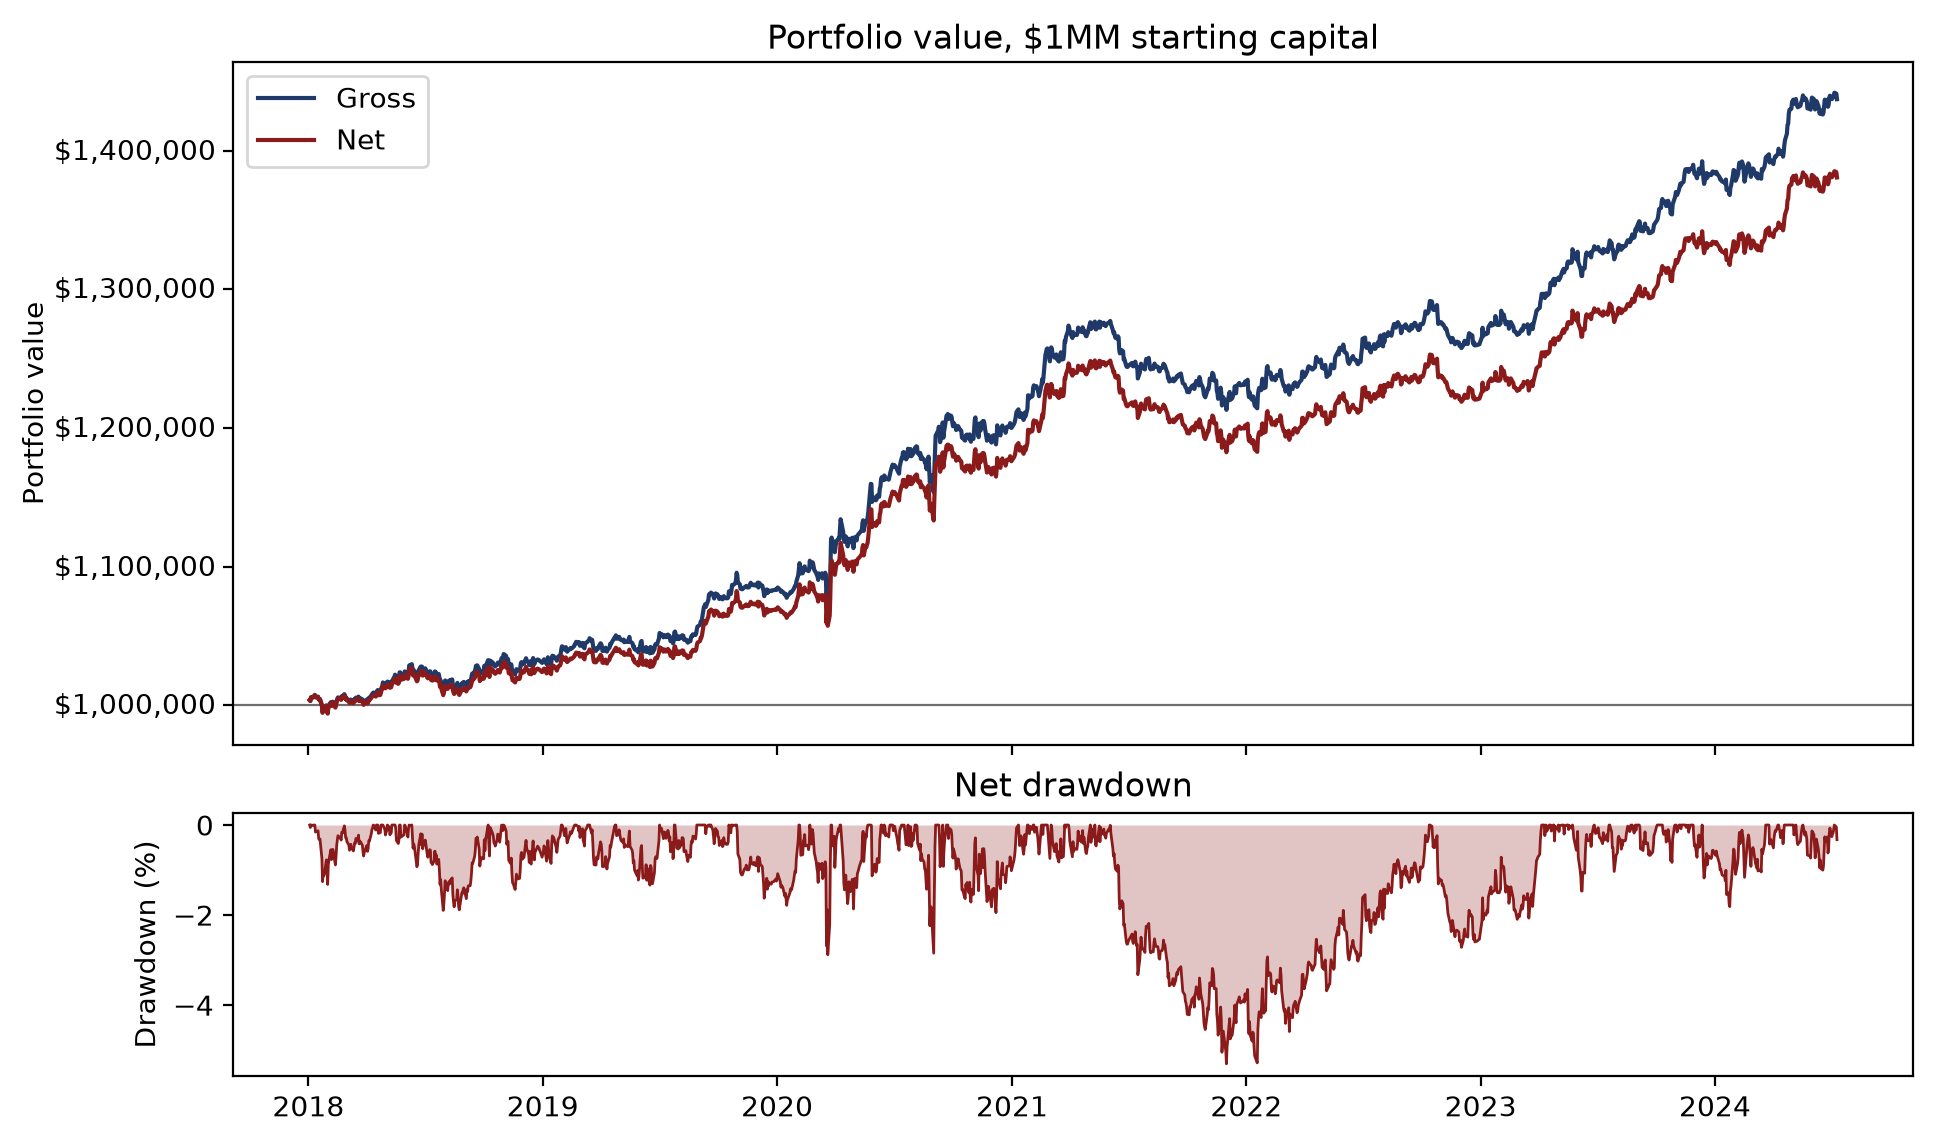 Portfolio value, $1MM starting capital
Gross
Net
Portfolio value
$1,400,000
$1,300,000
$1,200,000
$1,100,000
$1,000,000
Net drawdown
Drawdown (%)
0
−2
−4
2018
2019
2020
2021
2022
2023
2024